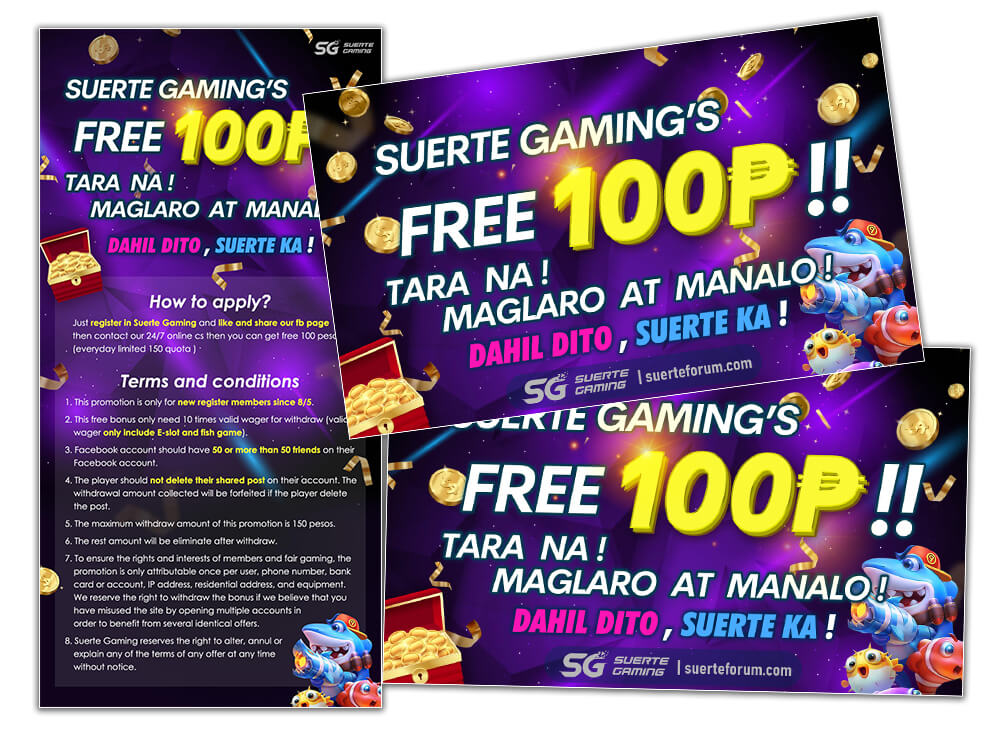 SG SUERTE
GAMING
SUERTE GAMING'S
FREE 100₱
TARA NA!
MAGLARO AT MANAL
DAHIL DITO, SUERTE KA!
How to apply?
Just register in Suerte Gaming and like and share our fb page
then contact our 24/7 online cs then you can get free 100 peso
(everyday limited 150 quota )
Terms and conditions
1. This promotion is only for new register members since 8/5.
2. This free bonus only need 10 times valid wager for withdraw (valid
wager only include E-slot and fish game).
3. Facebook account should have 50 or more than 50 friends on their
Facebook account.
4. The player should not delete their shared post on their account. The
withdrawal amount collected will be forfeited if the player delete
the post.
5. The maximum withdraw amount of this promotion is 150 pesos.
6. The rest amount will be eliminate after withdraw.
7. To ensure the rights and interests of members and fair gaming, the
promotion is only attributable once per user, phone number, bank
card or account, IP address, residential address, and equipment.
We reserve the right to withdraw the bonus if we believe that you
have misused the site by opening multiple accounts in
order to benefit from several identical offers.
8. Suerte Gaming reserves the right to alter, annul or
explain any of the terms of any offer at any time
without notice.
SUERTE GAMING'S
FREE 100₱!!
TARA NA!
MAGLARO AT MANALO!
DAHIL DITO, SUERTE KA!
SG SUERTE GAMING | suerteforum.com
SUERTE GAMING'S
FREE 100₱!!
TARA NA!
MAGLARO AT MANALO!
DAHIL DITO, SUERTE KA!
SG SUERTE GAMING | suerteforum.com